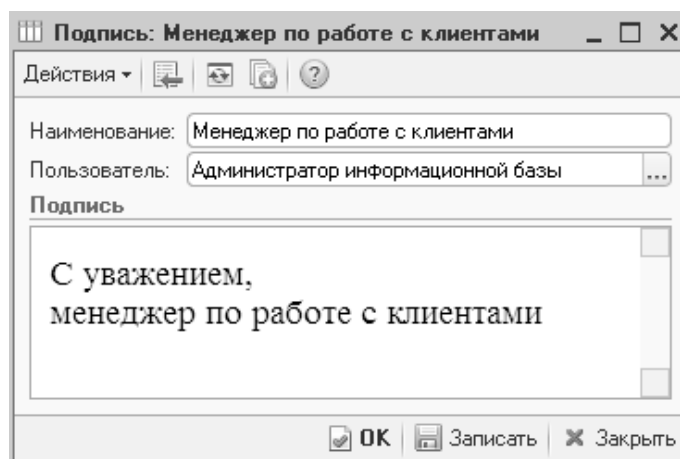 Подпись: Менеджер по работе с клиентами
Действия
Наименование: Менеджер по работе с клиентами
Пользователь: Администратор информационной базы ...
Подпись
С уважением,
менеджер по работе с клиентами
OK Записать Закрыть